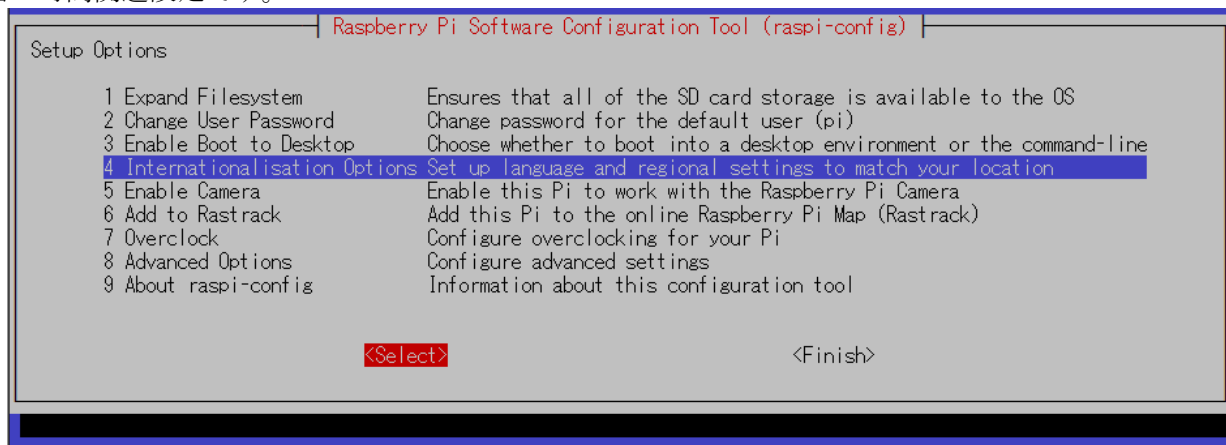 Raspberry Pi Software Configuration Tool (raspi-config)
Setup Options
1 Expand Filesystem Ensures that all of the SD card storage is available to the OS
2 Change User Password Change password for the default user (pi)
3 Enable Boot to Desktop Choose whether to boot into a desktop environment or the command-line
4 Internationalisation Options Set up language and regional settings to match your location
5 Enable Camera Enable this Pi to work with the Raspberry Pi Camera
6 Add to Rastrack Add this Pi to the online Raspberry Pi Map (Rastrack)
7 Overclock Configure overclocking for your Pi
8 Advanced Options Configure advanced settings
9 About raspi-config Information about this configuration tool
<Select> <Finish>